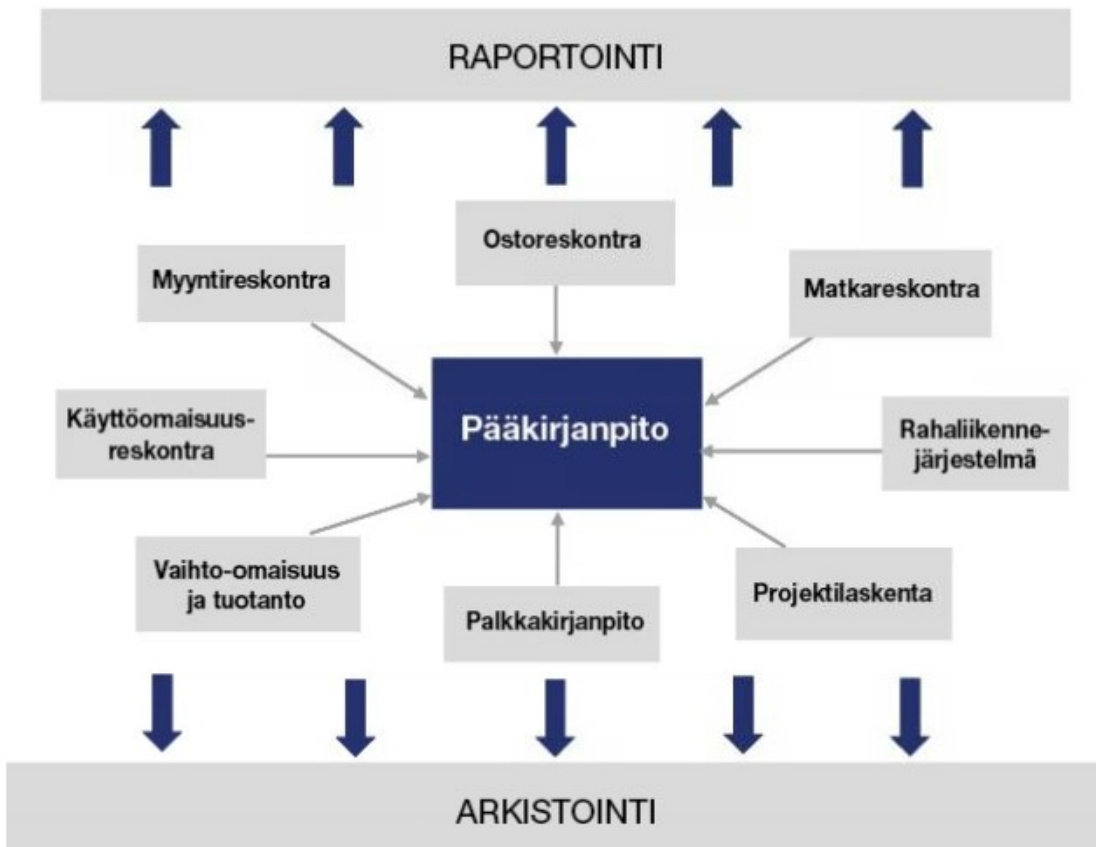 RAPORTOINTI
Ostoreskontra
Myyntireskontra
Matkareskontra
Käyttöomaisuus-
reskontra
Pääkirjanpito
Rahaliikenne-
järjestelmä
Vaihto-omaisuus
ja tuotanto
Palkkakirjanpito
Projektilaskenta
ARKISTOINTI